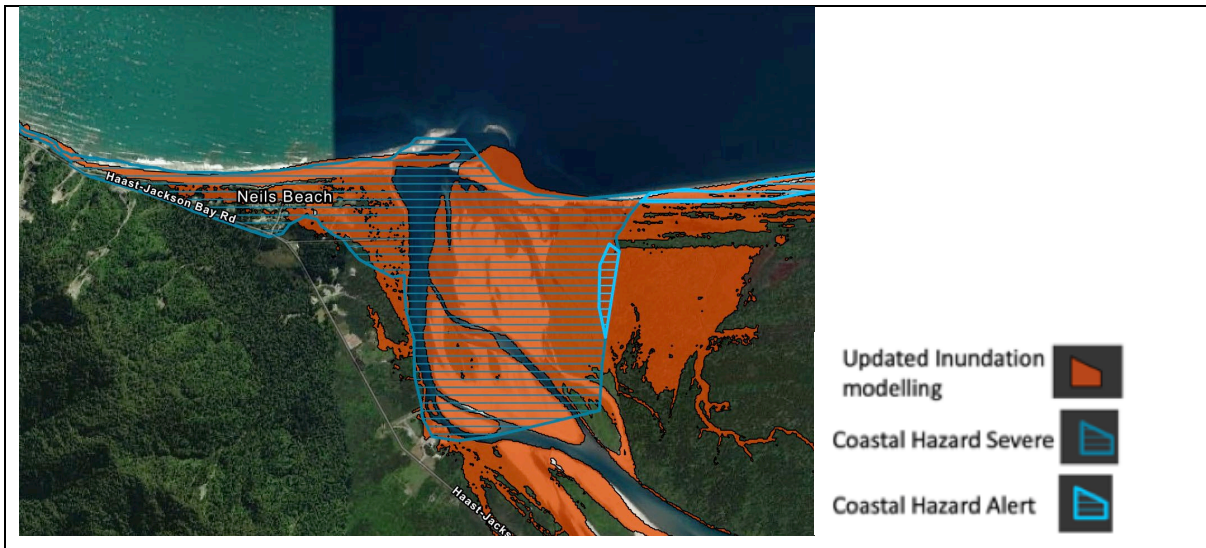 Neils Beach
Haast-Jackson Bay Rd
Haast-Jacks
Updated Inundation
modelling
Coastal Hazard Severe
Coastal Hazard Alert